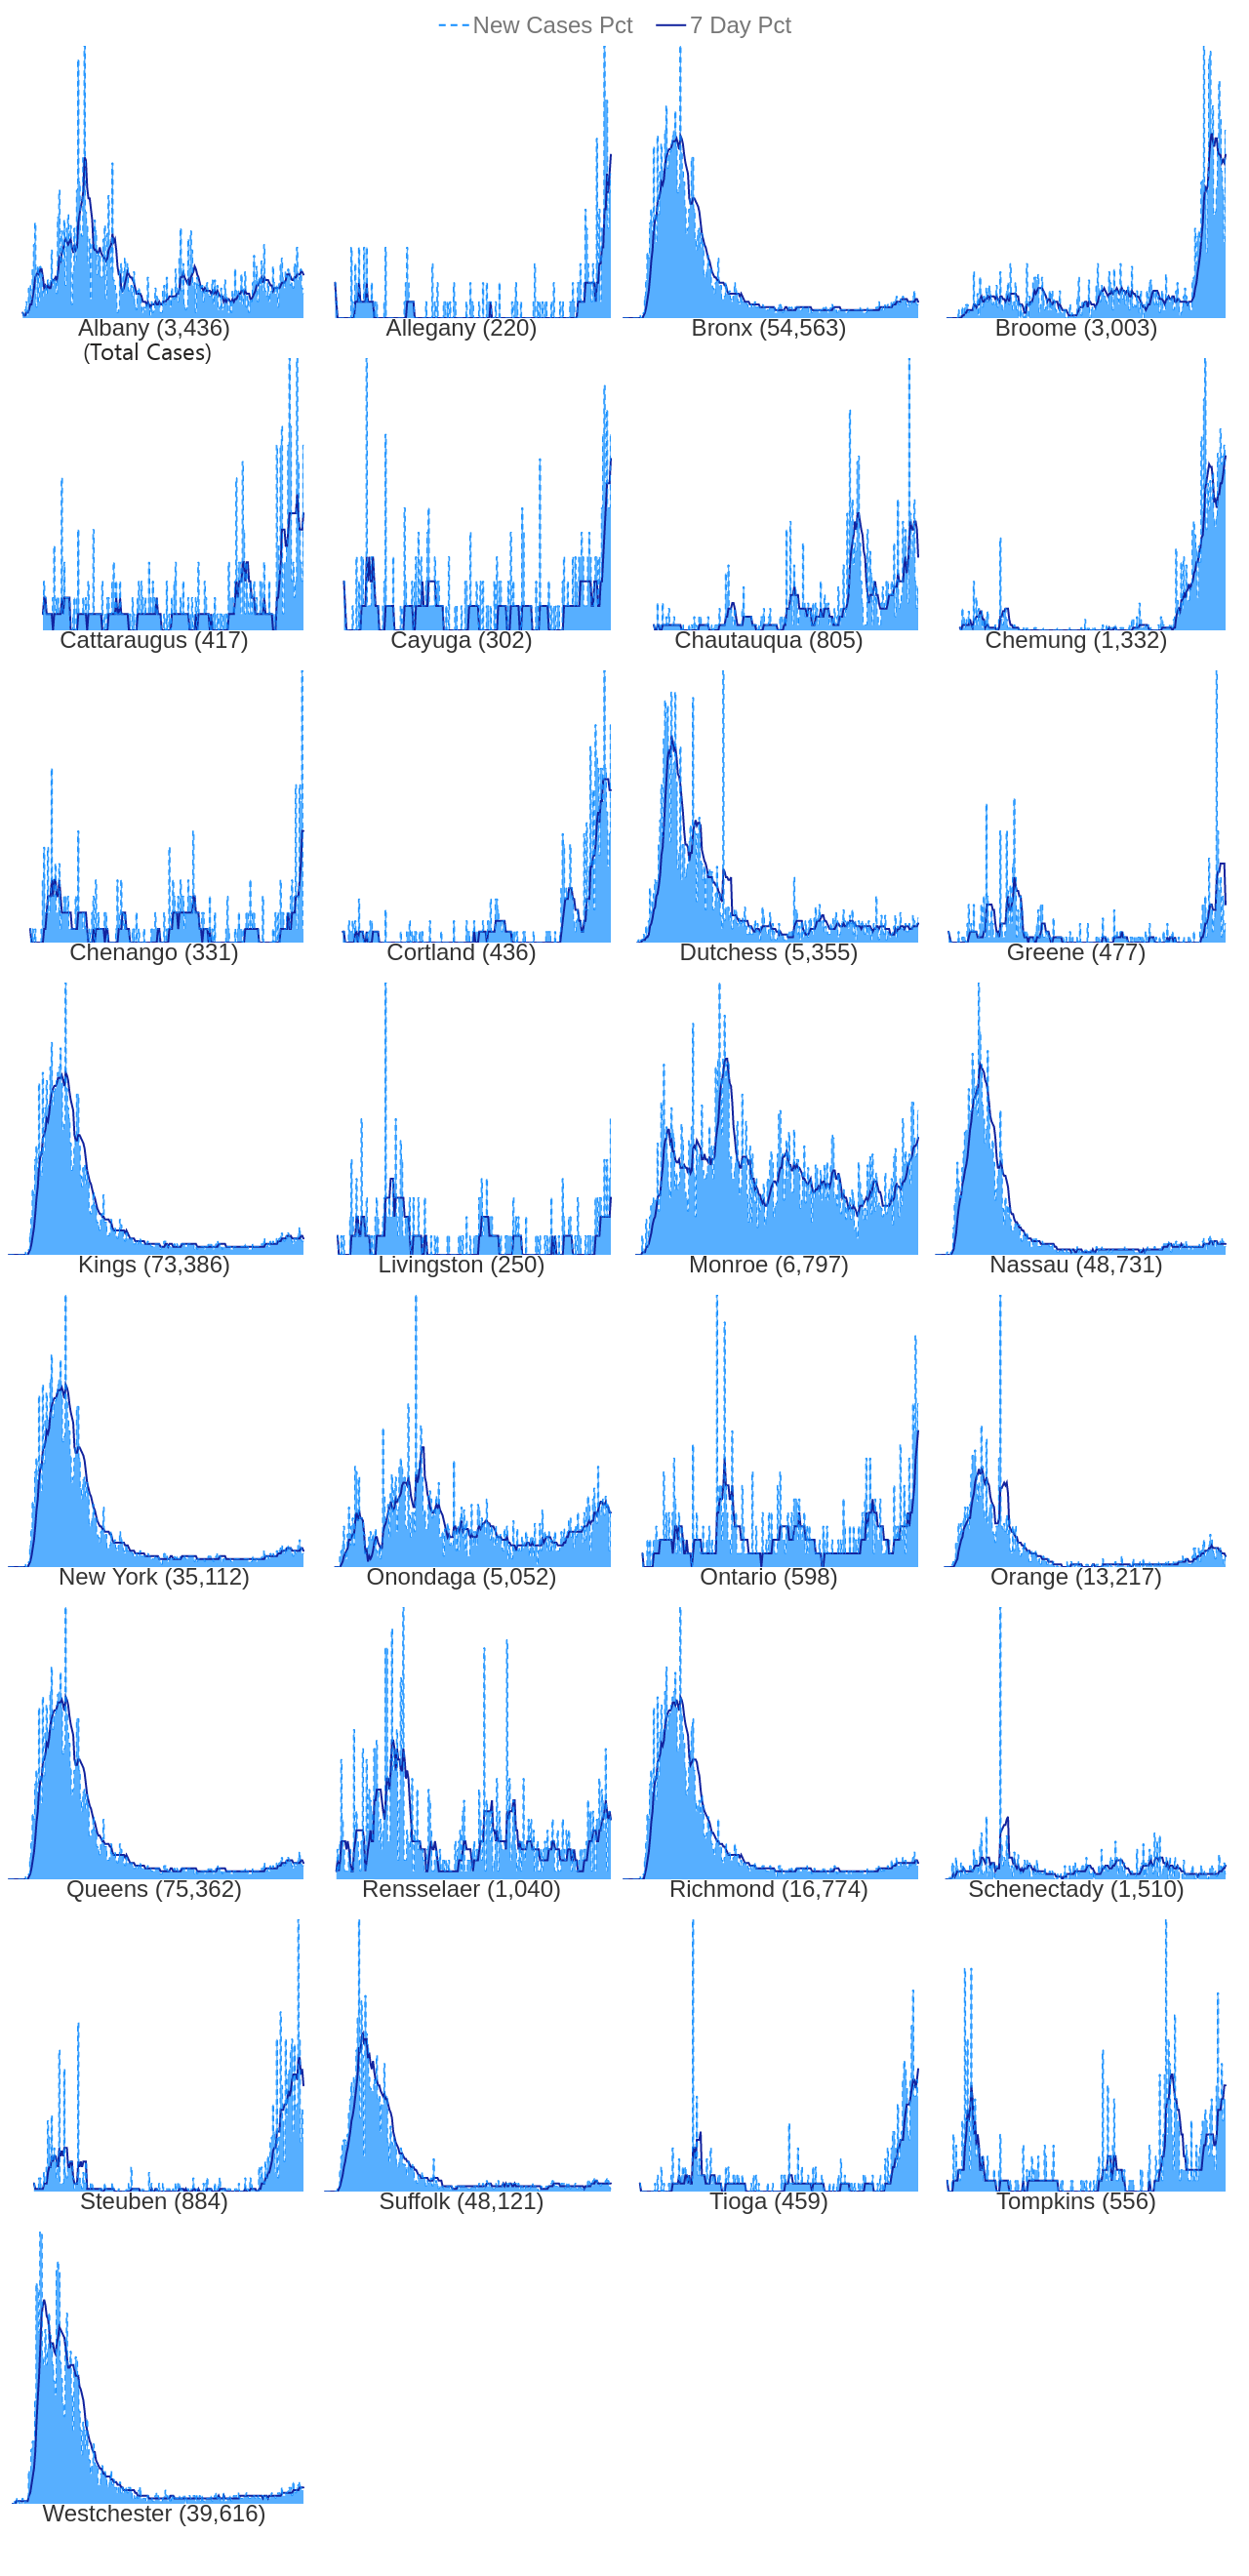 New Cases Pct 7 Day Pct
Albany (3,436) Allegany (220) Bronx (54,563) Broome (3,003)
(Total Cases)
Cattaraugus (417) Cayuga (302) Chautauqua (805) Chemung (1,332)
Chenango (331) Cortland (436) Dutchess (5,355) Greene (477)
Kings (73,386) Livingston (250) Monroe (6,797) Nassau (48,731)
New York (35,112) Onondaga (5,052) Ontario (598) Orange (13,217)
Queens (75,362) Rensselaer (1,040) Richmond (16,774) Schenectady (1,510)
Steuben (884) Suffolk (48,121) Tioga (459) Tompkins (556)
Westchester (39,616)